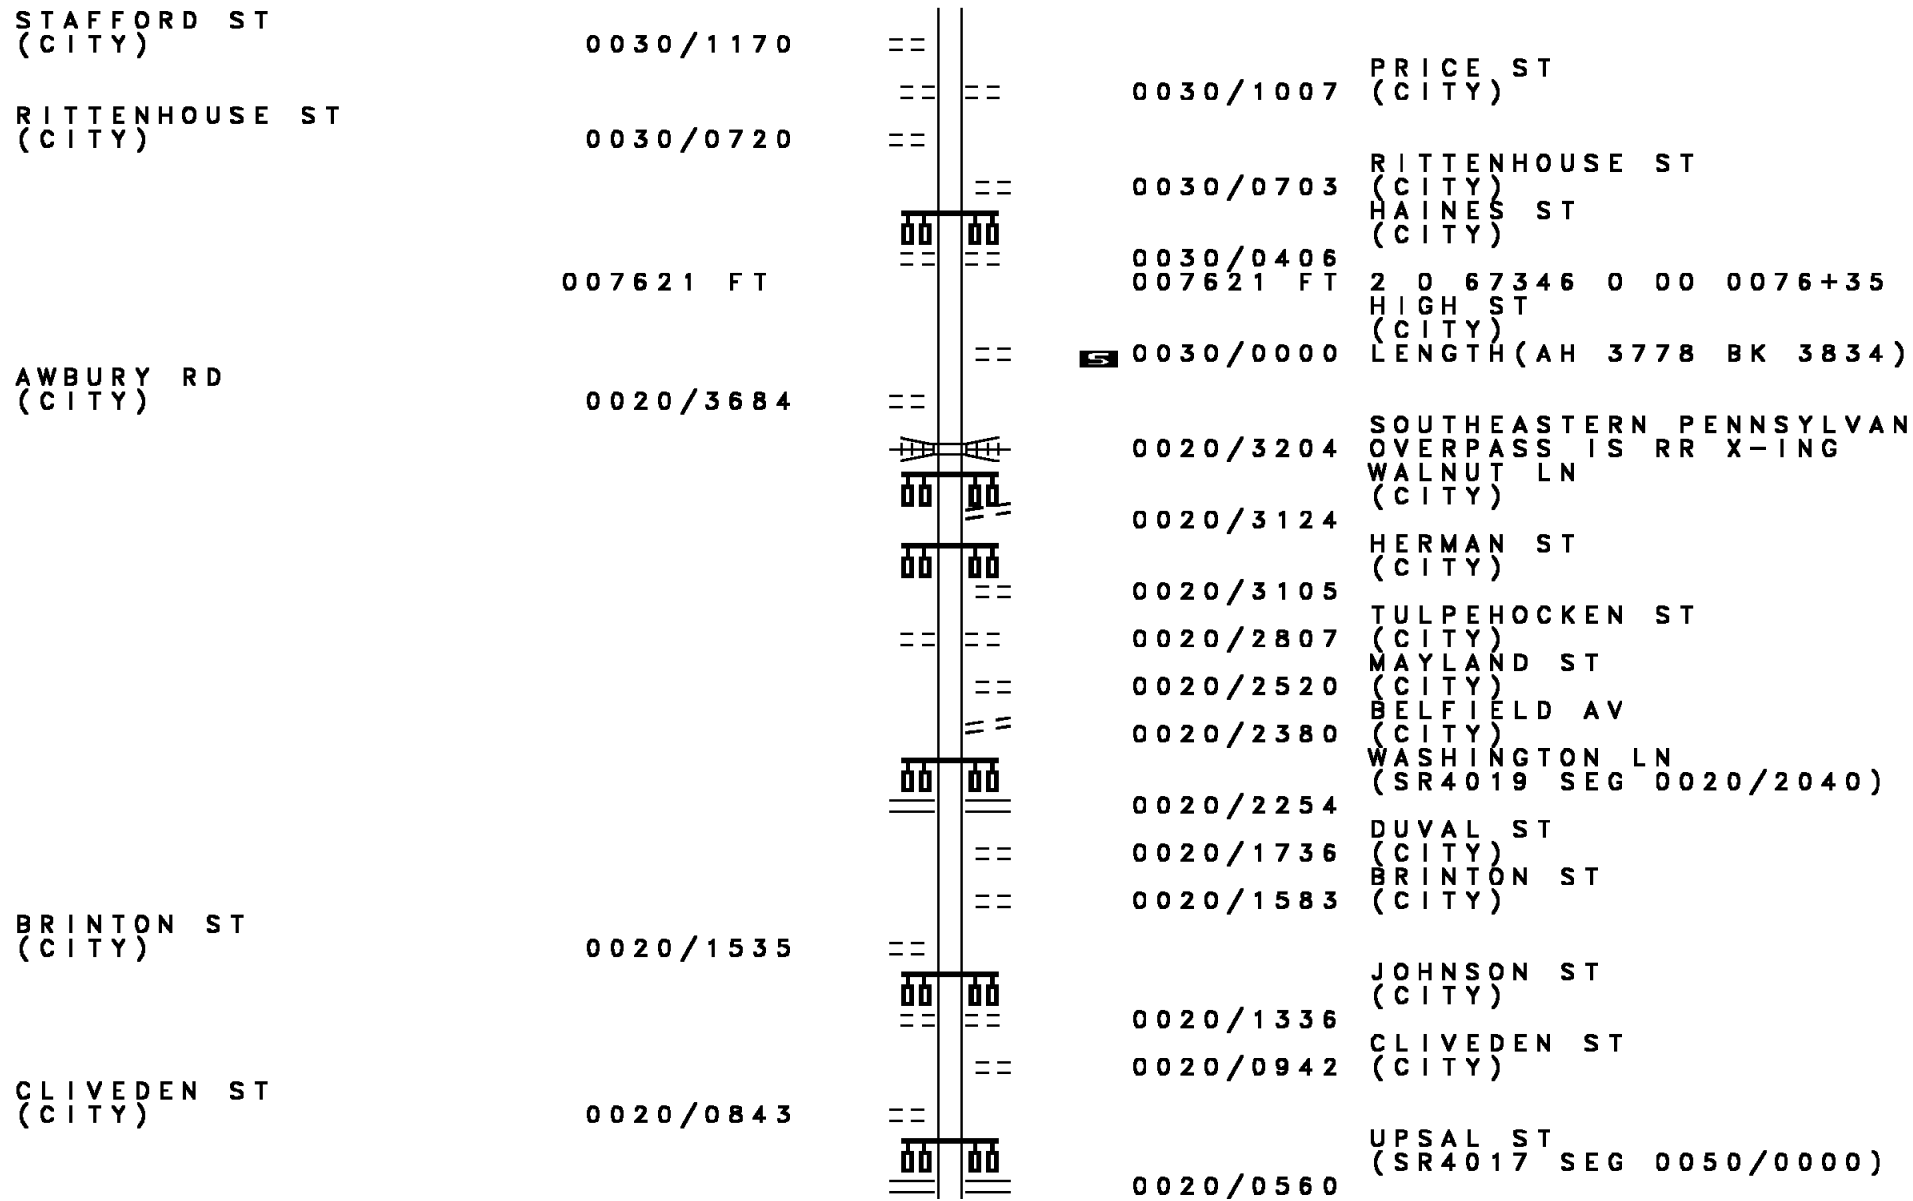 STAFFORD ST
(CITY) 0030/1170
PRICE ST
0030/1007 (CITY)
RITTENHOUSE ST
(CITY) 0030/0720
RITTENHOUSE ST
0030/0703 (CITY)
HAINES ST
(CITY)
0030/0406
007621 FT 007621 FT 2 0 67346 0 00 0076+35
HIGH ST
(CITY)
S 0030/0000 LENGTH(AH 3778 BK 3834)
AWBURY RD
(CITY) 0020/3684
SOUTHEASTERN PENNSYLVAN
0020/3204 OVERPASS IS RR X-ING
WALNUT LN
(CITY)
0020/3124
HERMAN ST
(CITY)
0020/3105
TULPEHOCKEN ST
0020/2807 (CITY)
MAYLAND ST
0020/2520 (CITY)
BELFIELD AV
0020/2380 (CITY)
WASHINGTON LN
(SR4019 SEG 0020/2040)
0020/2254
DUVAL ST
0020/1736 (CITY)
BRINTON ST
0020/1583 (CITY)
BRINTON ST
(CITY) 0020/1535
JOHNSON ST
(CITY)
0020/1336
CLIVEDEN ST
0020/0942 (CITY)
CLIVEDEN ST
(CITY) 0020/0843
UPSAL ST
(SR4017 SEG 0050/0000)
0020/0560